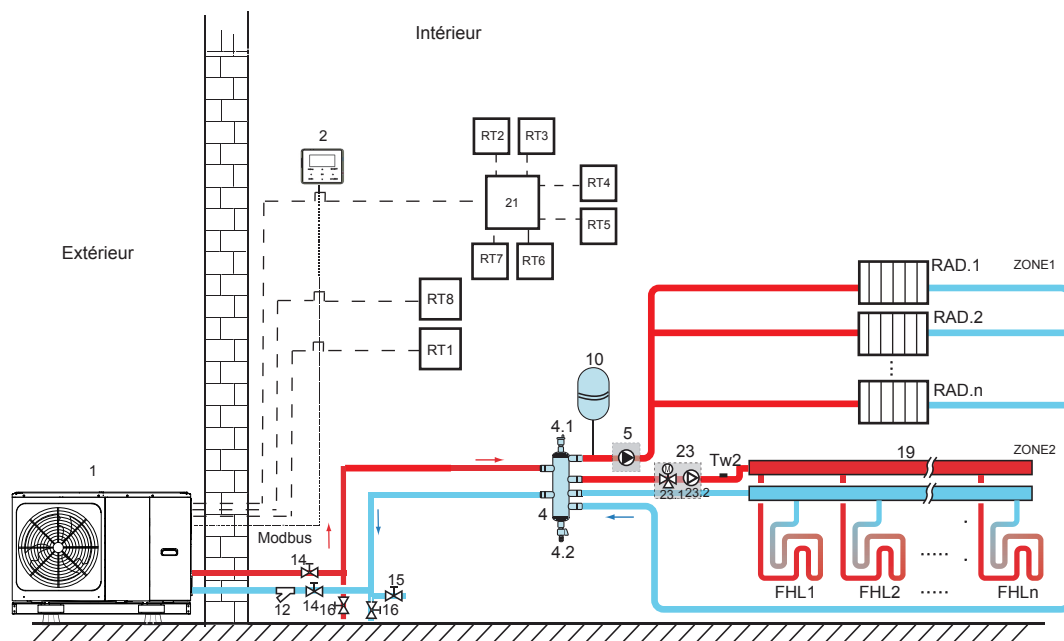 Intérieur
2
RT2
RT3
21
RT4
RT5
RT7
RT6
Extérieur
RT8
RT1
RAD.1
ZONE1
RAD.2
RAD.n
10
4.1
5
23
Tw2
19
ZONE2
M
23.1
23.2
1
4
4.2
Modbus
14
15
12
14
16
16
FHL1
FHL2
FHLn